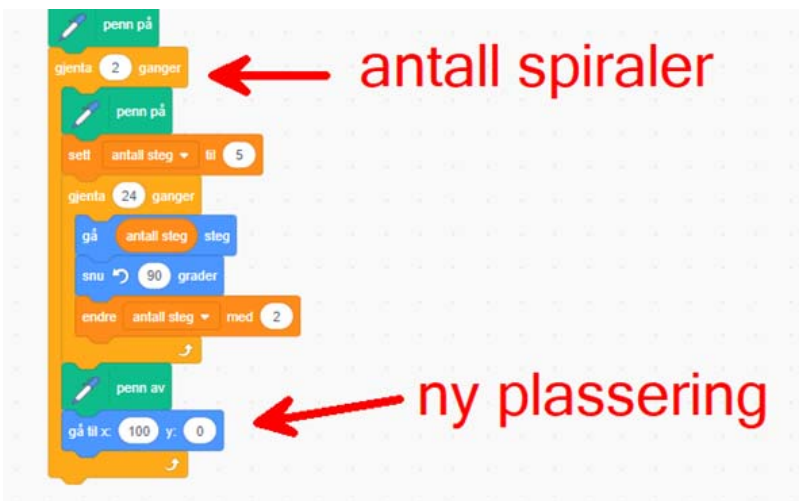 penn på
gjenta 2 ganger
antall spiraler
penn på
sett antall steg til 5
gjenta 24 ganger
gå antall steg steg
snu 90 grader
endre antall steg med 2
penn av
ny plassering
gå til x: 100 y: 0